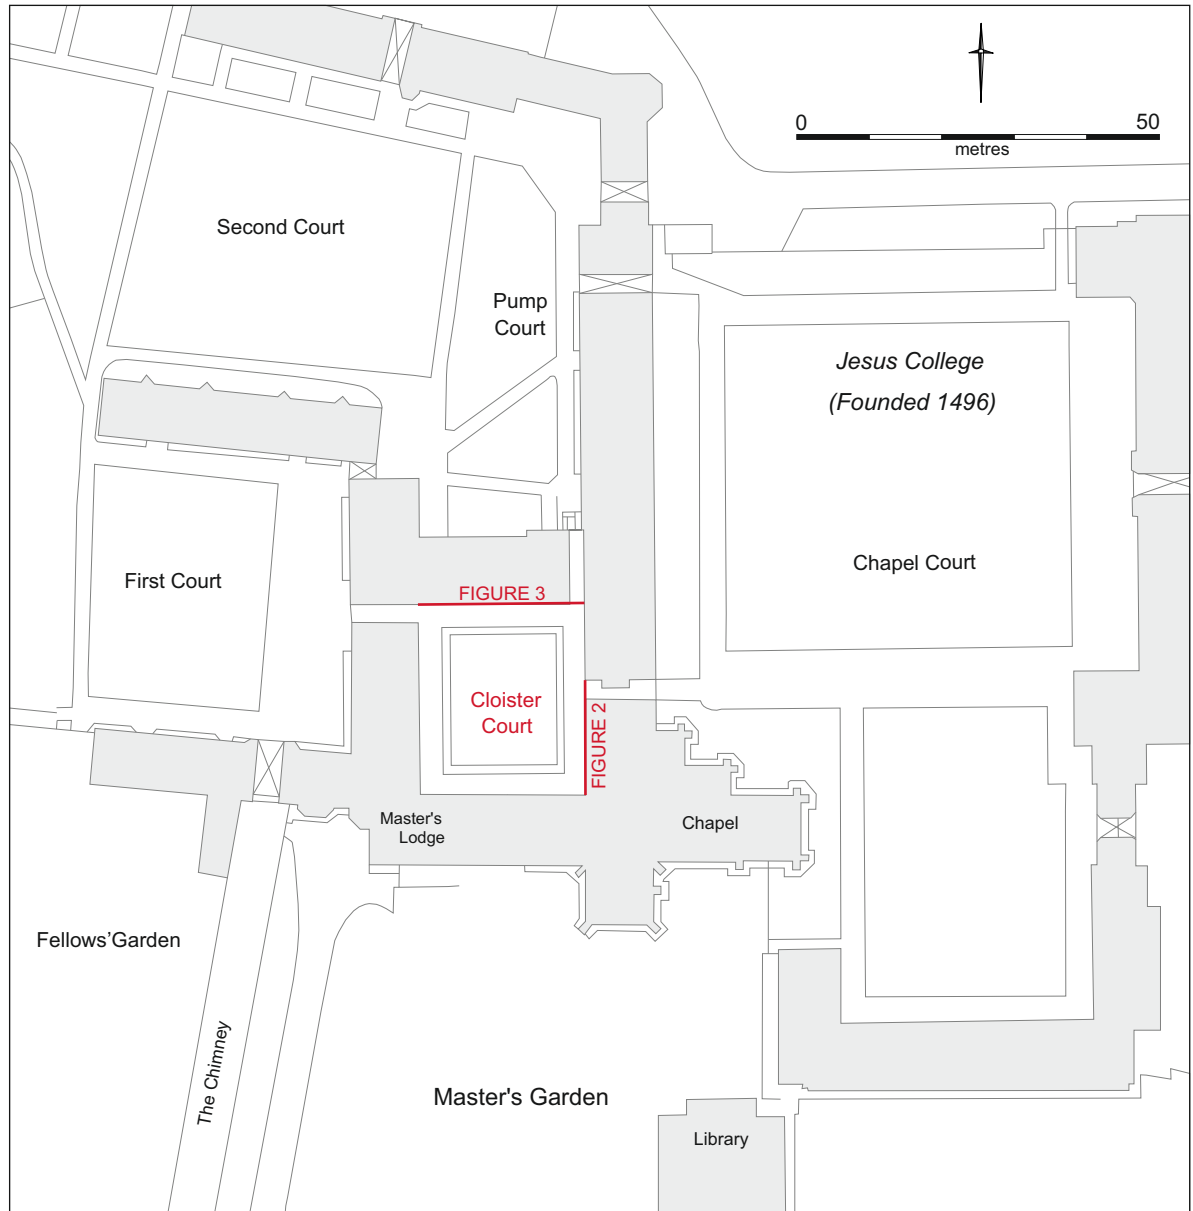 0 50
metres
Second Court
Pump
Court
Jesus College
(Founded 1496)
First Court
Chapel Court
FIGURE 3
Cloister
Court
FIGURE 2
Master's
Lodge
Chapel
Fellows'Garden
The Chimney
Master's Garden
Library